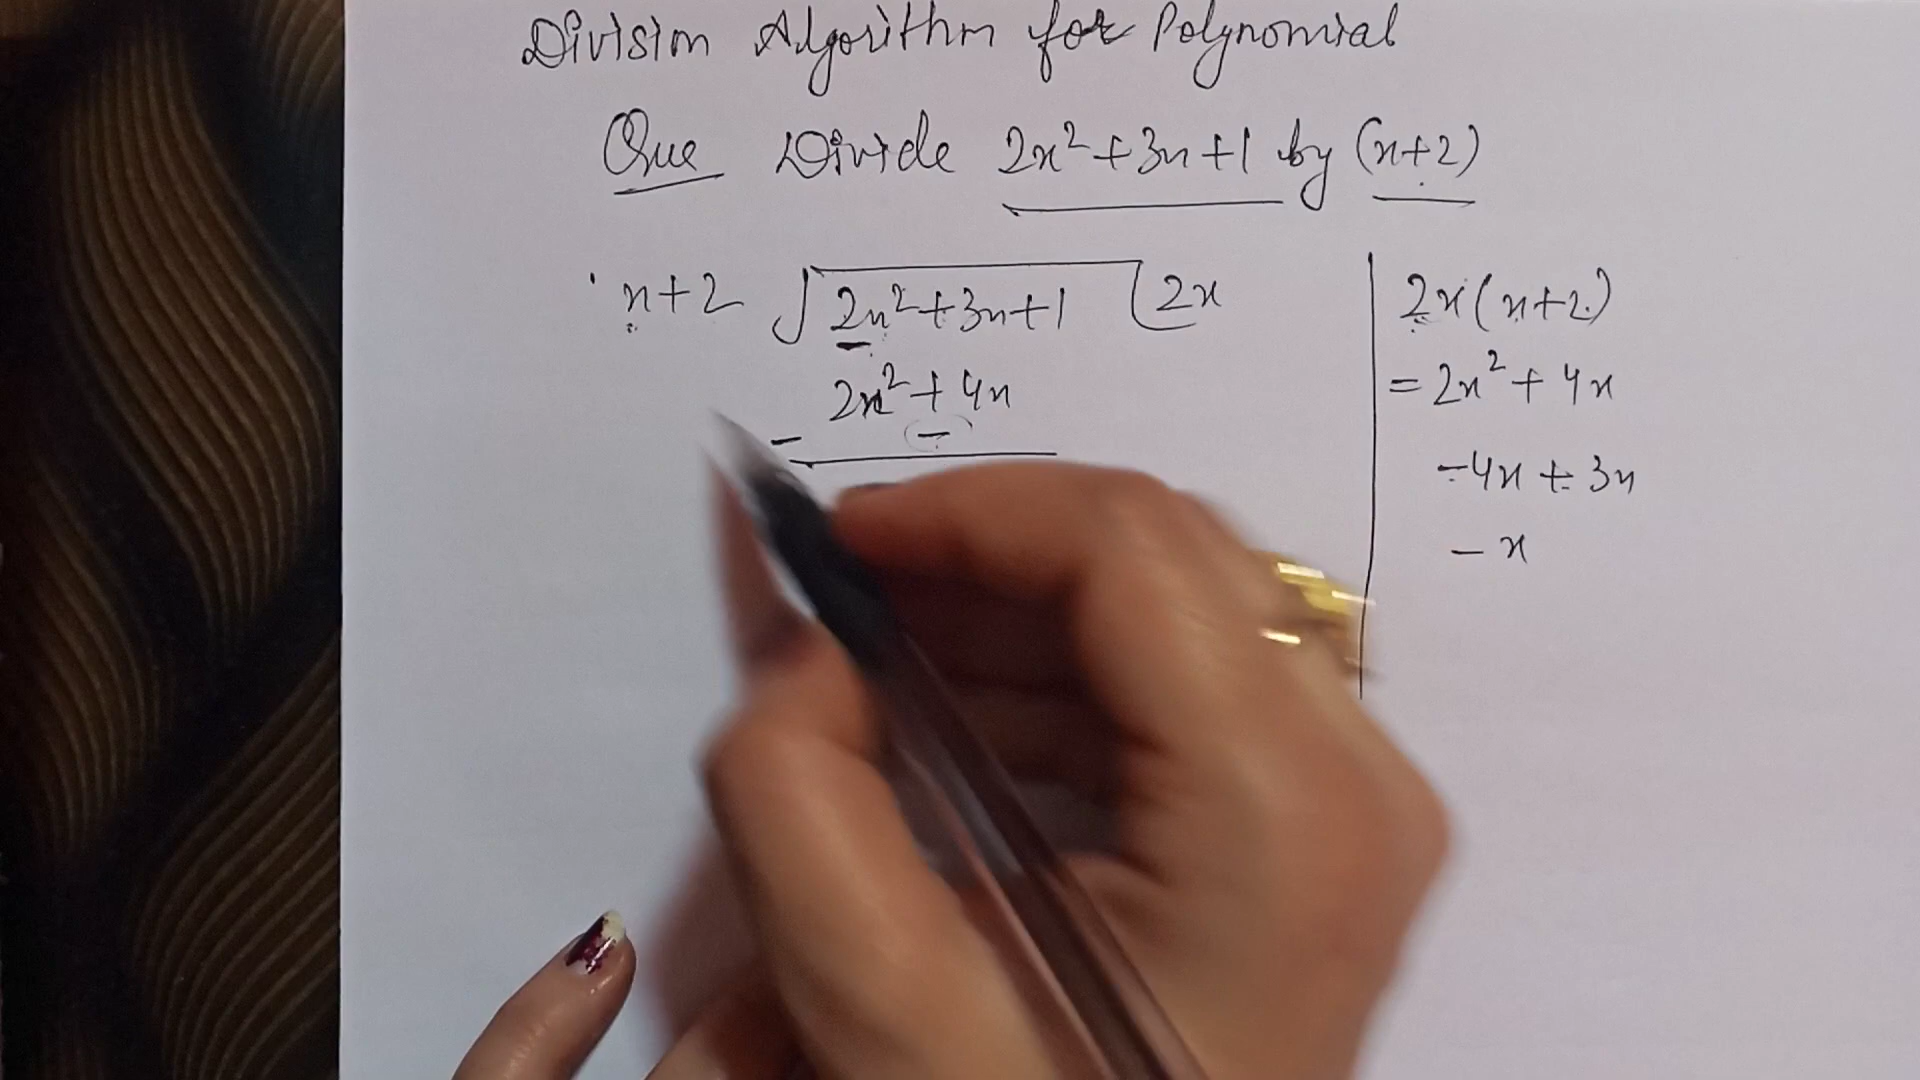 Division Algorithm for Polynomial
Que Divide 2x²+3x+1 by (x+2)
x+2 2x²+3x+1 2x
2x²+4x
- -
2x(x+2)
=2x²+4x
-4x+3x
-x